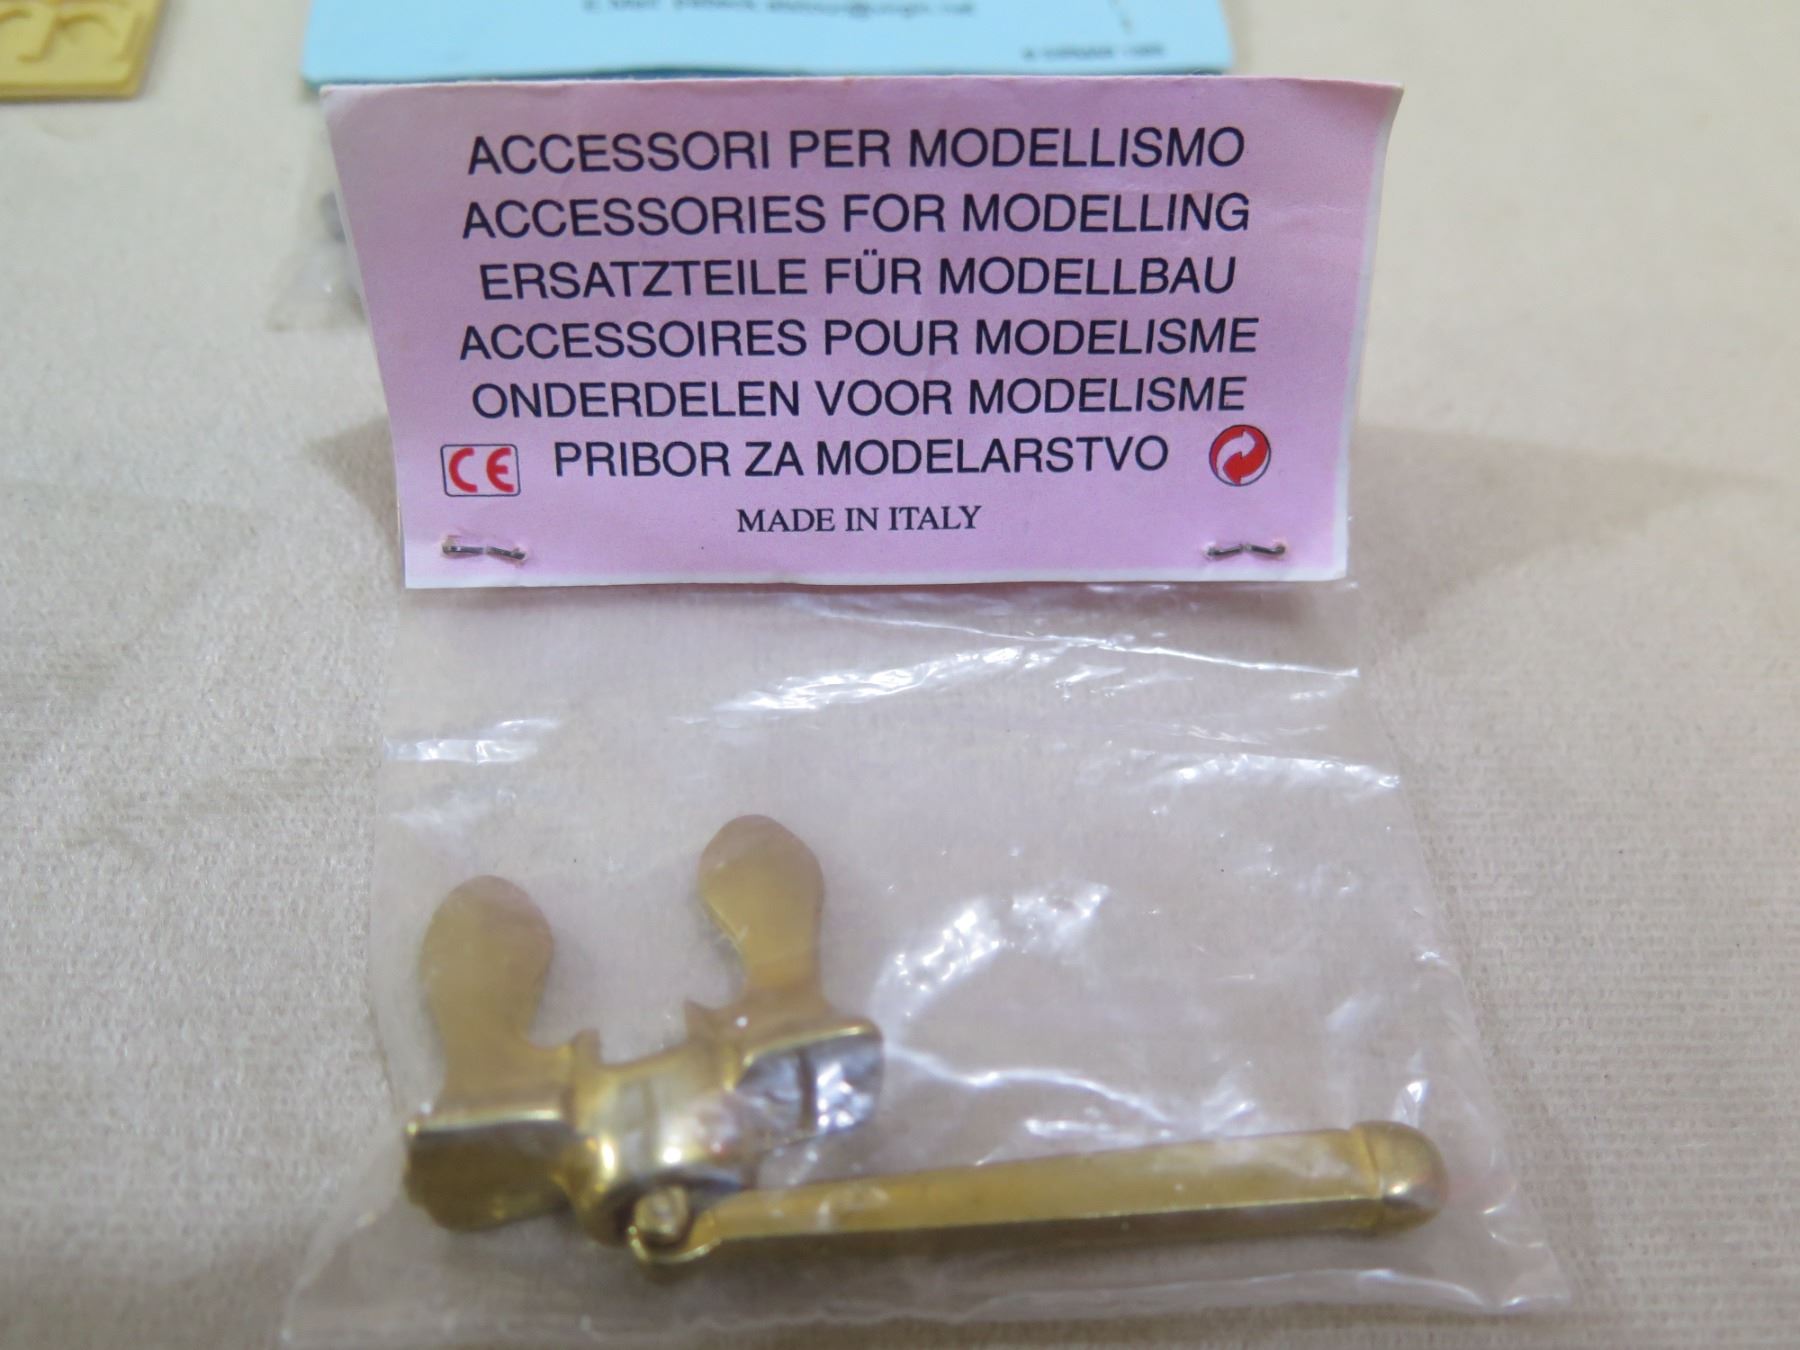 ACCESSORI PER MODELLISMO
ACCESSORIES FOR MODELLING
ERSATZTEILE FÜR MODELLBAU
ACCESSOIRES POUR MODELISME
ONDERDELEN VOOR MODELISME
CE PRIBOR ZA MODELARSTVO
MADE IN ITALY